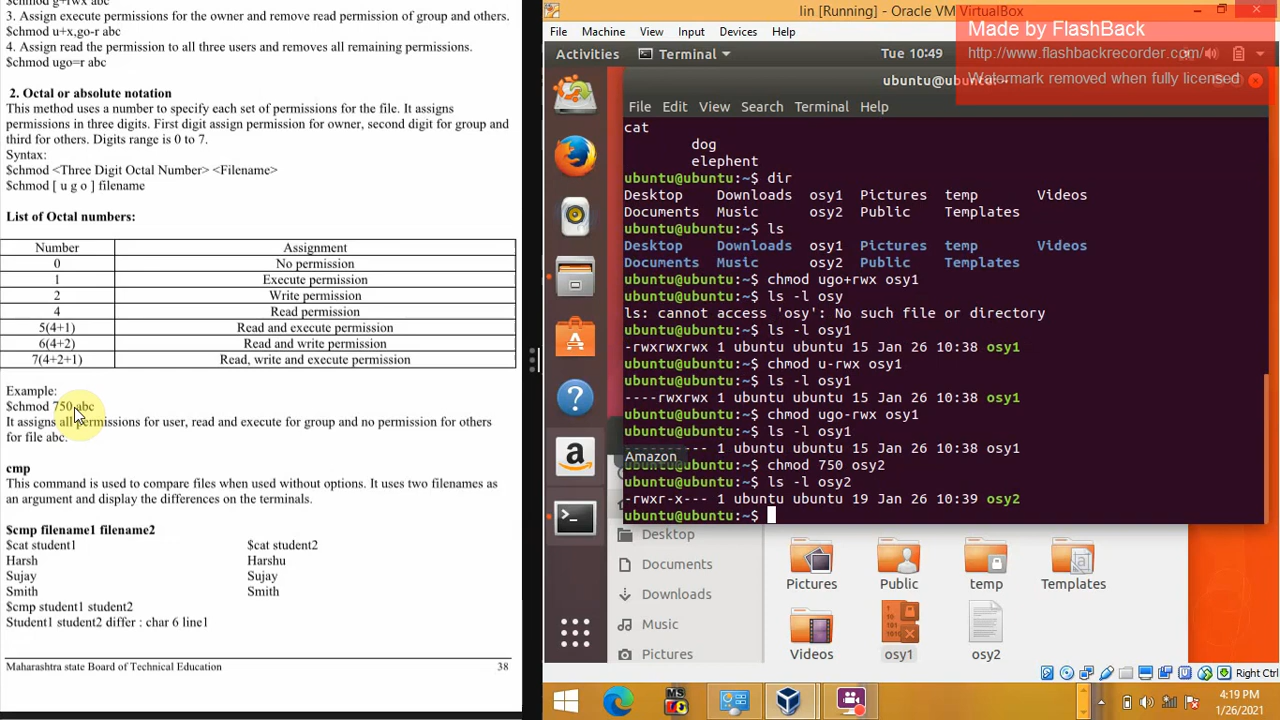 $chmod g+rwx abc
3. Assign execute permissions for the owner and remove read permission of group and others.
$chmod u+x,go-r abc
4. Assign read the permission to all three users and removes all remaining permissions.
$chmod ugo=r abc
2. Octal or absolute notation
This method uses a number to specify each set of permissions for the file. It assigns
permissions in three digits. First digit assign permission for owner, second digit for group and
third for others. Digits range is 0 to 7.
Syntax:
$chmod <Three Digit Octal Number> <Filename>
$chmod [ u g o ] filename
List of Octal numbers:
Number Assignment
0 No permission
1 Execute permission
2 Write permission
4 Read permission
5(4+1) Read and execute permission
6(4+2) Read and write permission
7(4+2+1) Read, write and execute permission
Example:
$chmod 750 abc
It assigns all permissions for user, read and execute for group and no permission for others
for file abc.
cmp
This command is used to compare files when used without options. It uses two filenames as
an argument and display the differences on the terminals.
$cmp filename1 filename2
$cat student1 $cat student2
Harsh Harshu
Sujay Sujay
Smith Smith
$cmp student1 student2
Student1 student2 differ : char 6 line1
Maharashtra state Board of Technical Education 38
lin [Running] - Oracle VM VirtualBox
File Machine View Input Devices Help
Made by FlashBack
http://www.flashbackrecorder.com/
Watermark removed when fully licensed
Activities Terminal Tue 10:49
ubuntu@ubuntu:
File Edit View Search Terminal Help
cat
dog
elephent
ubuntu@ubuntu:~$ dir
Desktop Downloads osy1 Pictures temp Videos
Documents Music osy2 Public Templates
ubuntu@ubuntu:~$ ls
Desktop Downloads osy1 Pictures temp Videos
Documents Music osy2 Public Templates
ubuntu@ubuntu:~$ chmod ugo+rwx osy1
ubuntu@ubuntu:~$ ls -l osy
ls: cannot access 'osy': No such file or directory
ubuntu@ubuntu:~$ ls -l osy1
-rwxrwxrwx 1 ubuntu ubuntu 15 Jan 26 10:38 osy1
ubuntu@ubuntu:~$ chmod u-rwx osy1
ubuntu@ubuntu:~$ ls -l osy1
----rwxrwx 1 ubuntu ubuntu 15 Jan 26 10:38 osy1
ubuntu@ubuntu:~$ chmod ugo-rwx osy1
ubuntu@ubuntu:~$ ls -l osy1
---------- 1 ubuntu ubuntu 15 Jan 26 10:38 osy1
Amazon
ubuntu@ubuntu:~$ chmod 750 osy2
ubuntu@ubuntu:~$ ls -l osy2
-rwxr-x--- 1 ubuntu ubuntu 19 Jan 26 10:39 osy2
ubuntu@ubuntu:~$
Desktop
Documents
Downloads
Music
Pictures
Pictures Public temp Templates
Videos osy1 osy2
Right Ctrl
MS
4:19 PM
1/26/2021